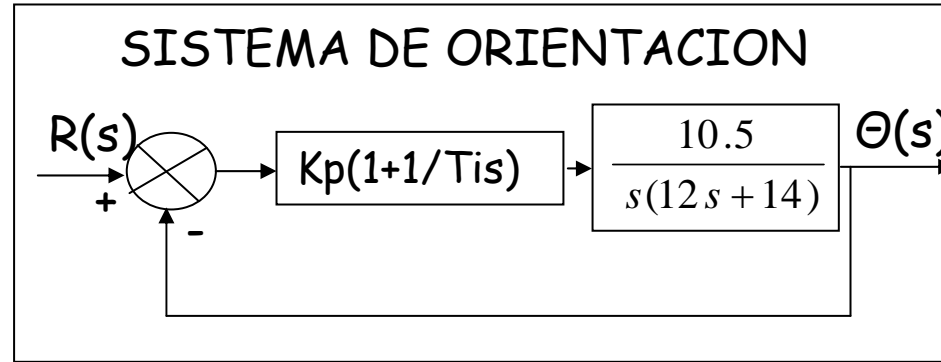 SISTEMA DE ORIENTACION
R(s)
+
-
Kp(1+1/Tis)
10.5
s(12s+14)
Θ(s)